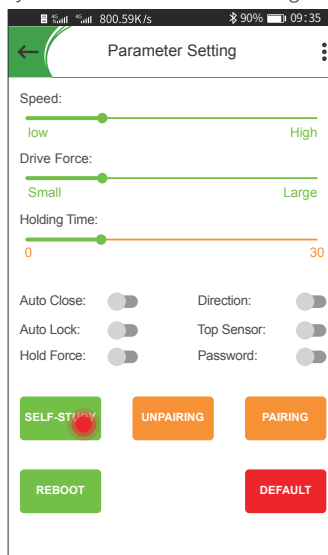 800.59K/s 90% 09:35
Parameter Setting
Speed:
low High
Drive Force:
Small Large
Holding Time:
0 30
Auto Close: Direction:
Auto Lock: Top Sensor:
Hold Force: Password:
SELF-STUDY UNPAIRING PAIRING
REBOOT DEFAULT